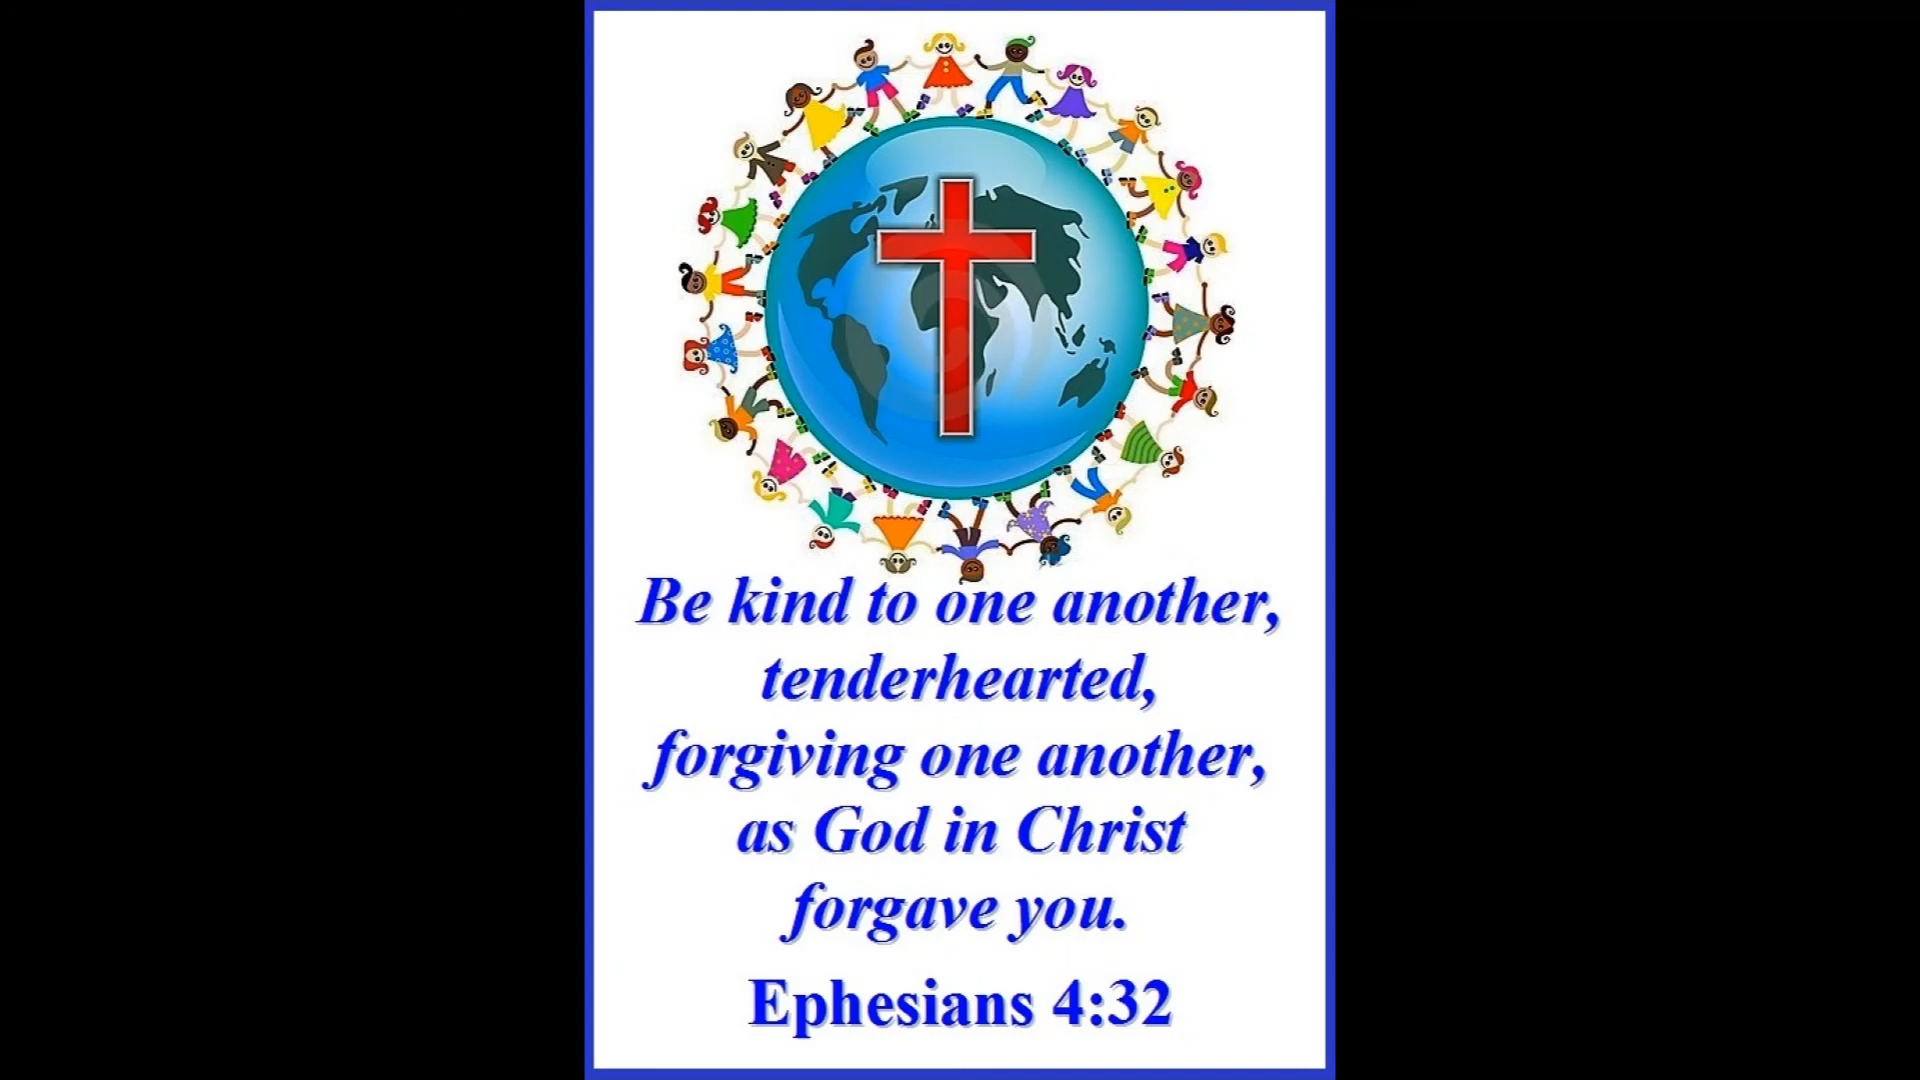 Be kind to one another,
tenderhearted,
forgiving one another,
as God in Christ
forgave you.
Ephesians 4:32